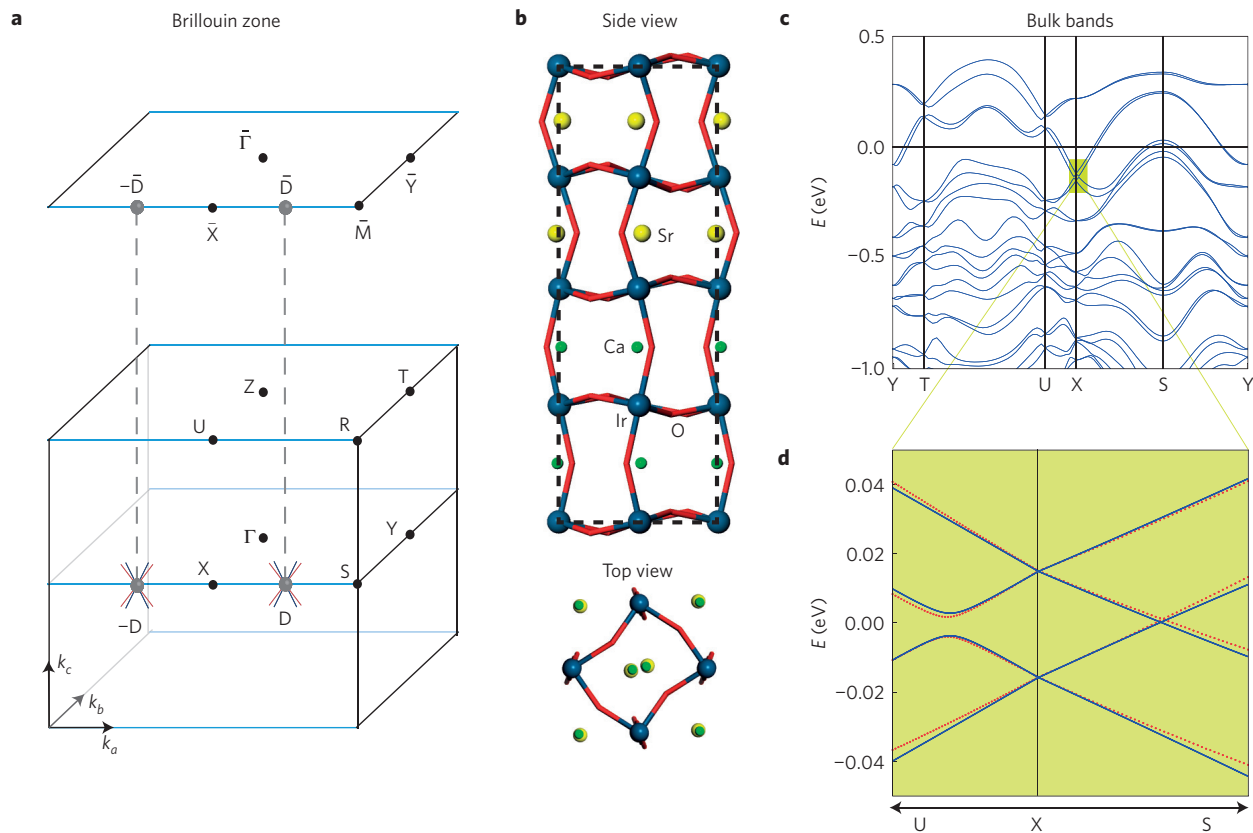 a
Brillouin zone
Γ̄
−D̄
D̄
Ȳ
X̄
M̄
Z
T
U
R
Γ
Y
X
S
−D
D
k_c
k_b
k_a
b
Side view
Sr
Ca
Ir
O
Top view
c
Bulk bands
0.5
0.0
−0.5
−1.0
E (eV)
Y T U X S Y
d
0.04
0.02
0.00
−0.02
−0.04
E (eV)
U X S